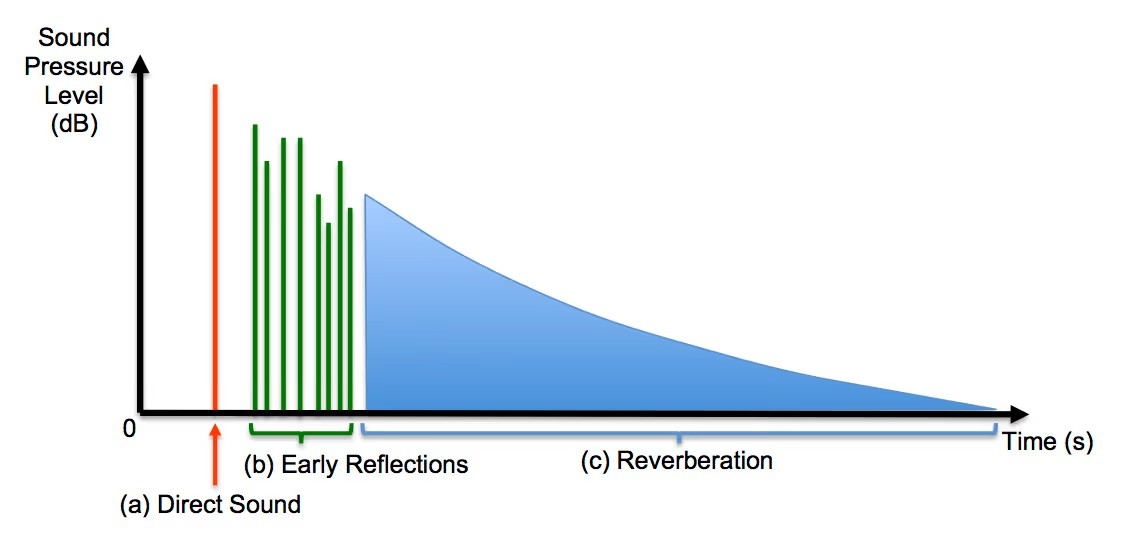 Sound
Pressure
Level
(dB)
0
Time (s)
(b) Early Reflections
(c) Reverberation
(a) Direct Sound